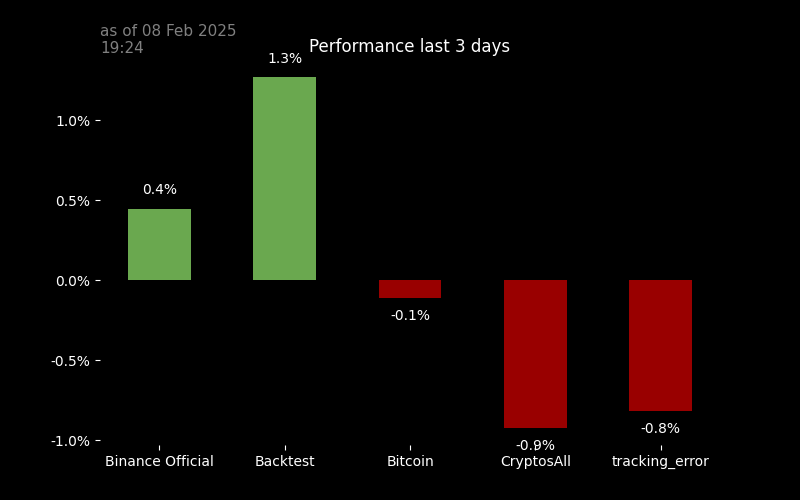 as of 08 Feb 2025
19:24
Performance last 3 days
1.3%
1.0%
0.4%
0.5%
0.0%
-0.1%
-0.5%
-0.8%
-0.9%
-1.0%
Binance Official
Backtest
Bitcoin
CryptosAll
tracking_error